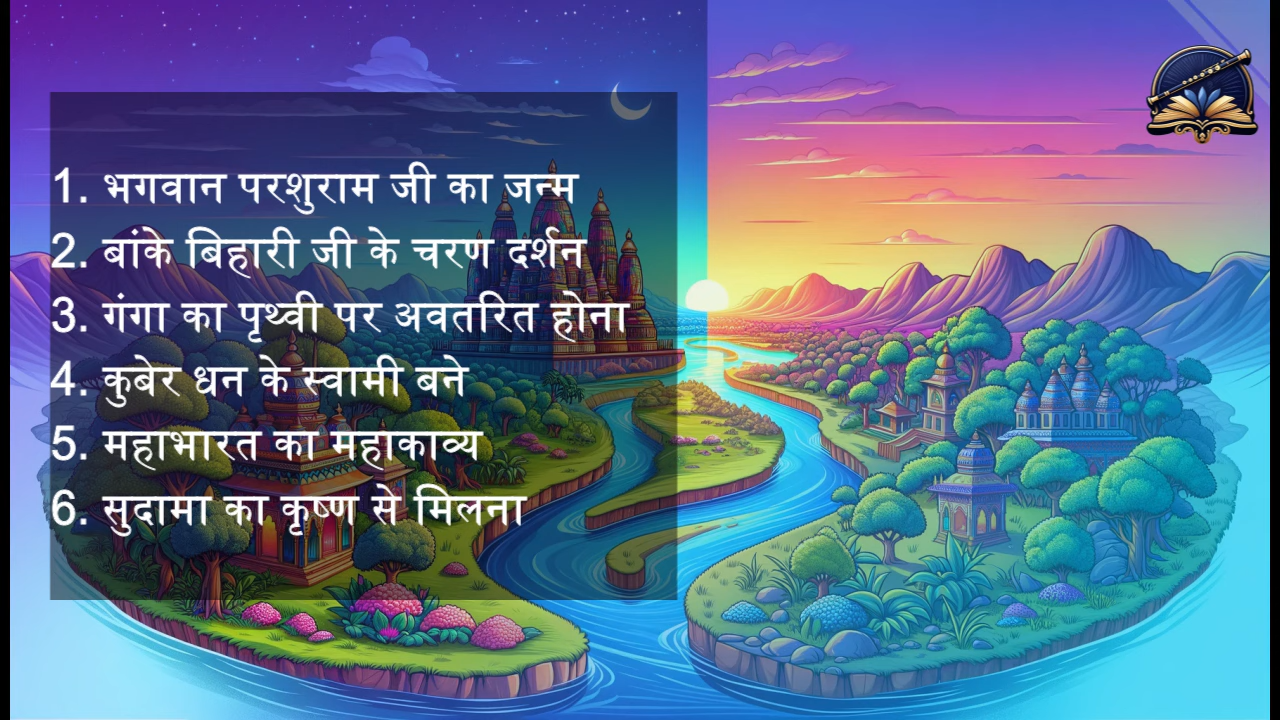 1. भगवान परशुराम जी का जन्म
2. बांके बिहारी जी के चरण दर्शन
3. गंगा का पृथ्वी पर अवतरित होना
4. कुबेर धन के स्वामी बने
5. महाभारत का महाकाव्य
6. सुदामा का कृष्ण से मिलना